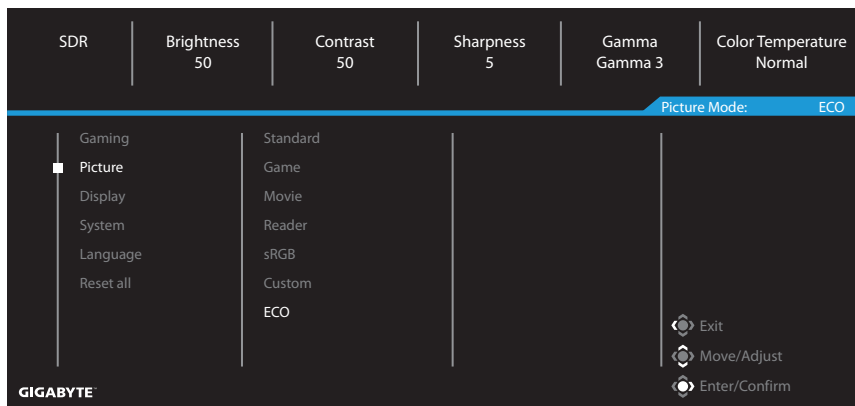 SDR
Brightness
50
Contrast
50
Sharpness
5
Gamma
Gamma 3
Color Temperature
Normal
Picture Mode: ECO
Gaming
Picture
Display
System
Language
Reset all
Standard
Game
Movie
Reader
sRGB
Custom
ECO
Exit
Move/Adjust
Enter/Confirm
GIGABYTE™